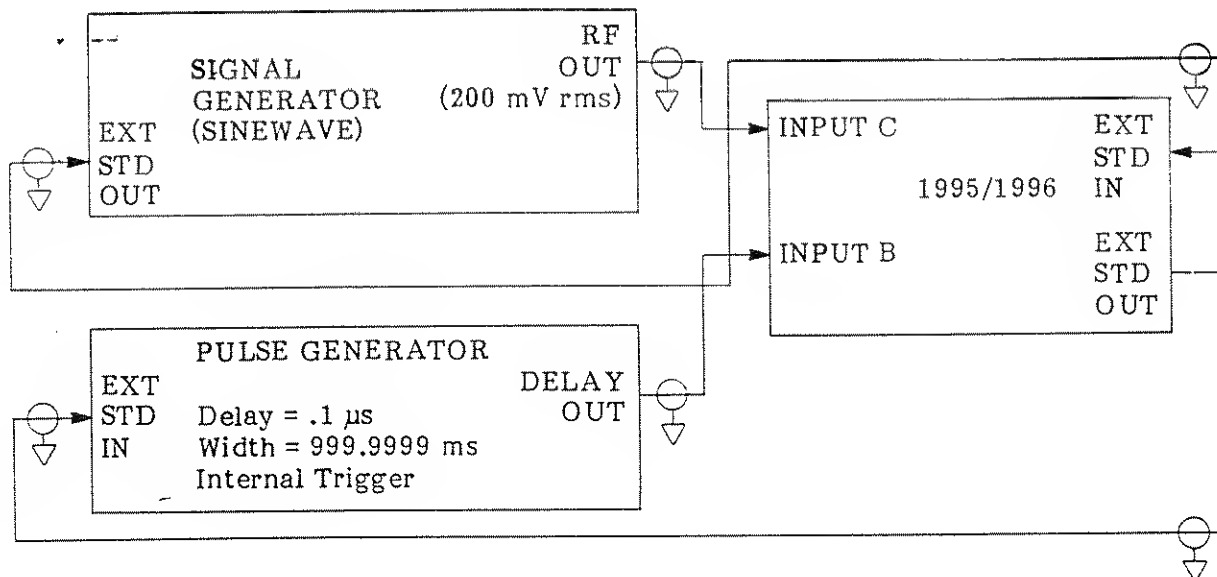 SIGNAL
GENERATOR
(SINEWAVE)
RF
OUT
(200 mV rms)
EXT
STD
OUT
INPUT C
INPUT B
1995/1996
EXT
STD
IN
EXT
STD
OUT
PULSE GENERATOR
EXT
STD
IN
Delay = .1 µs
Width = 999.9999 ms
Internal Trigger
DELAY
OUT